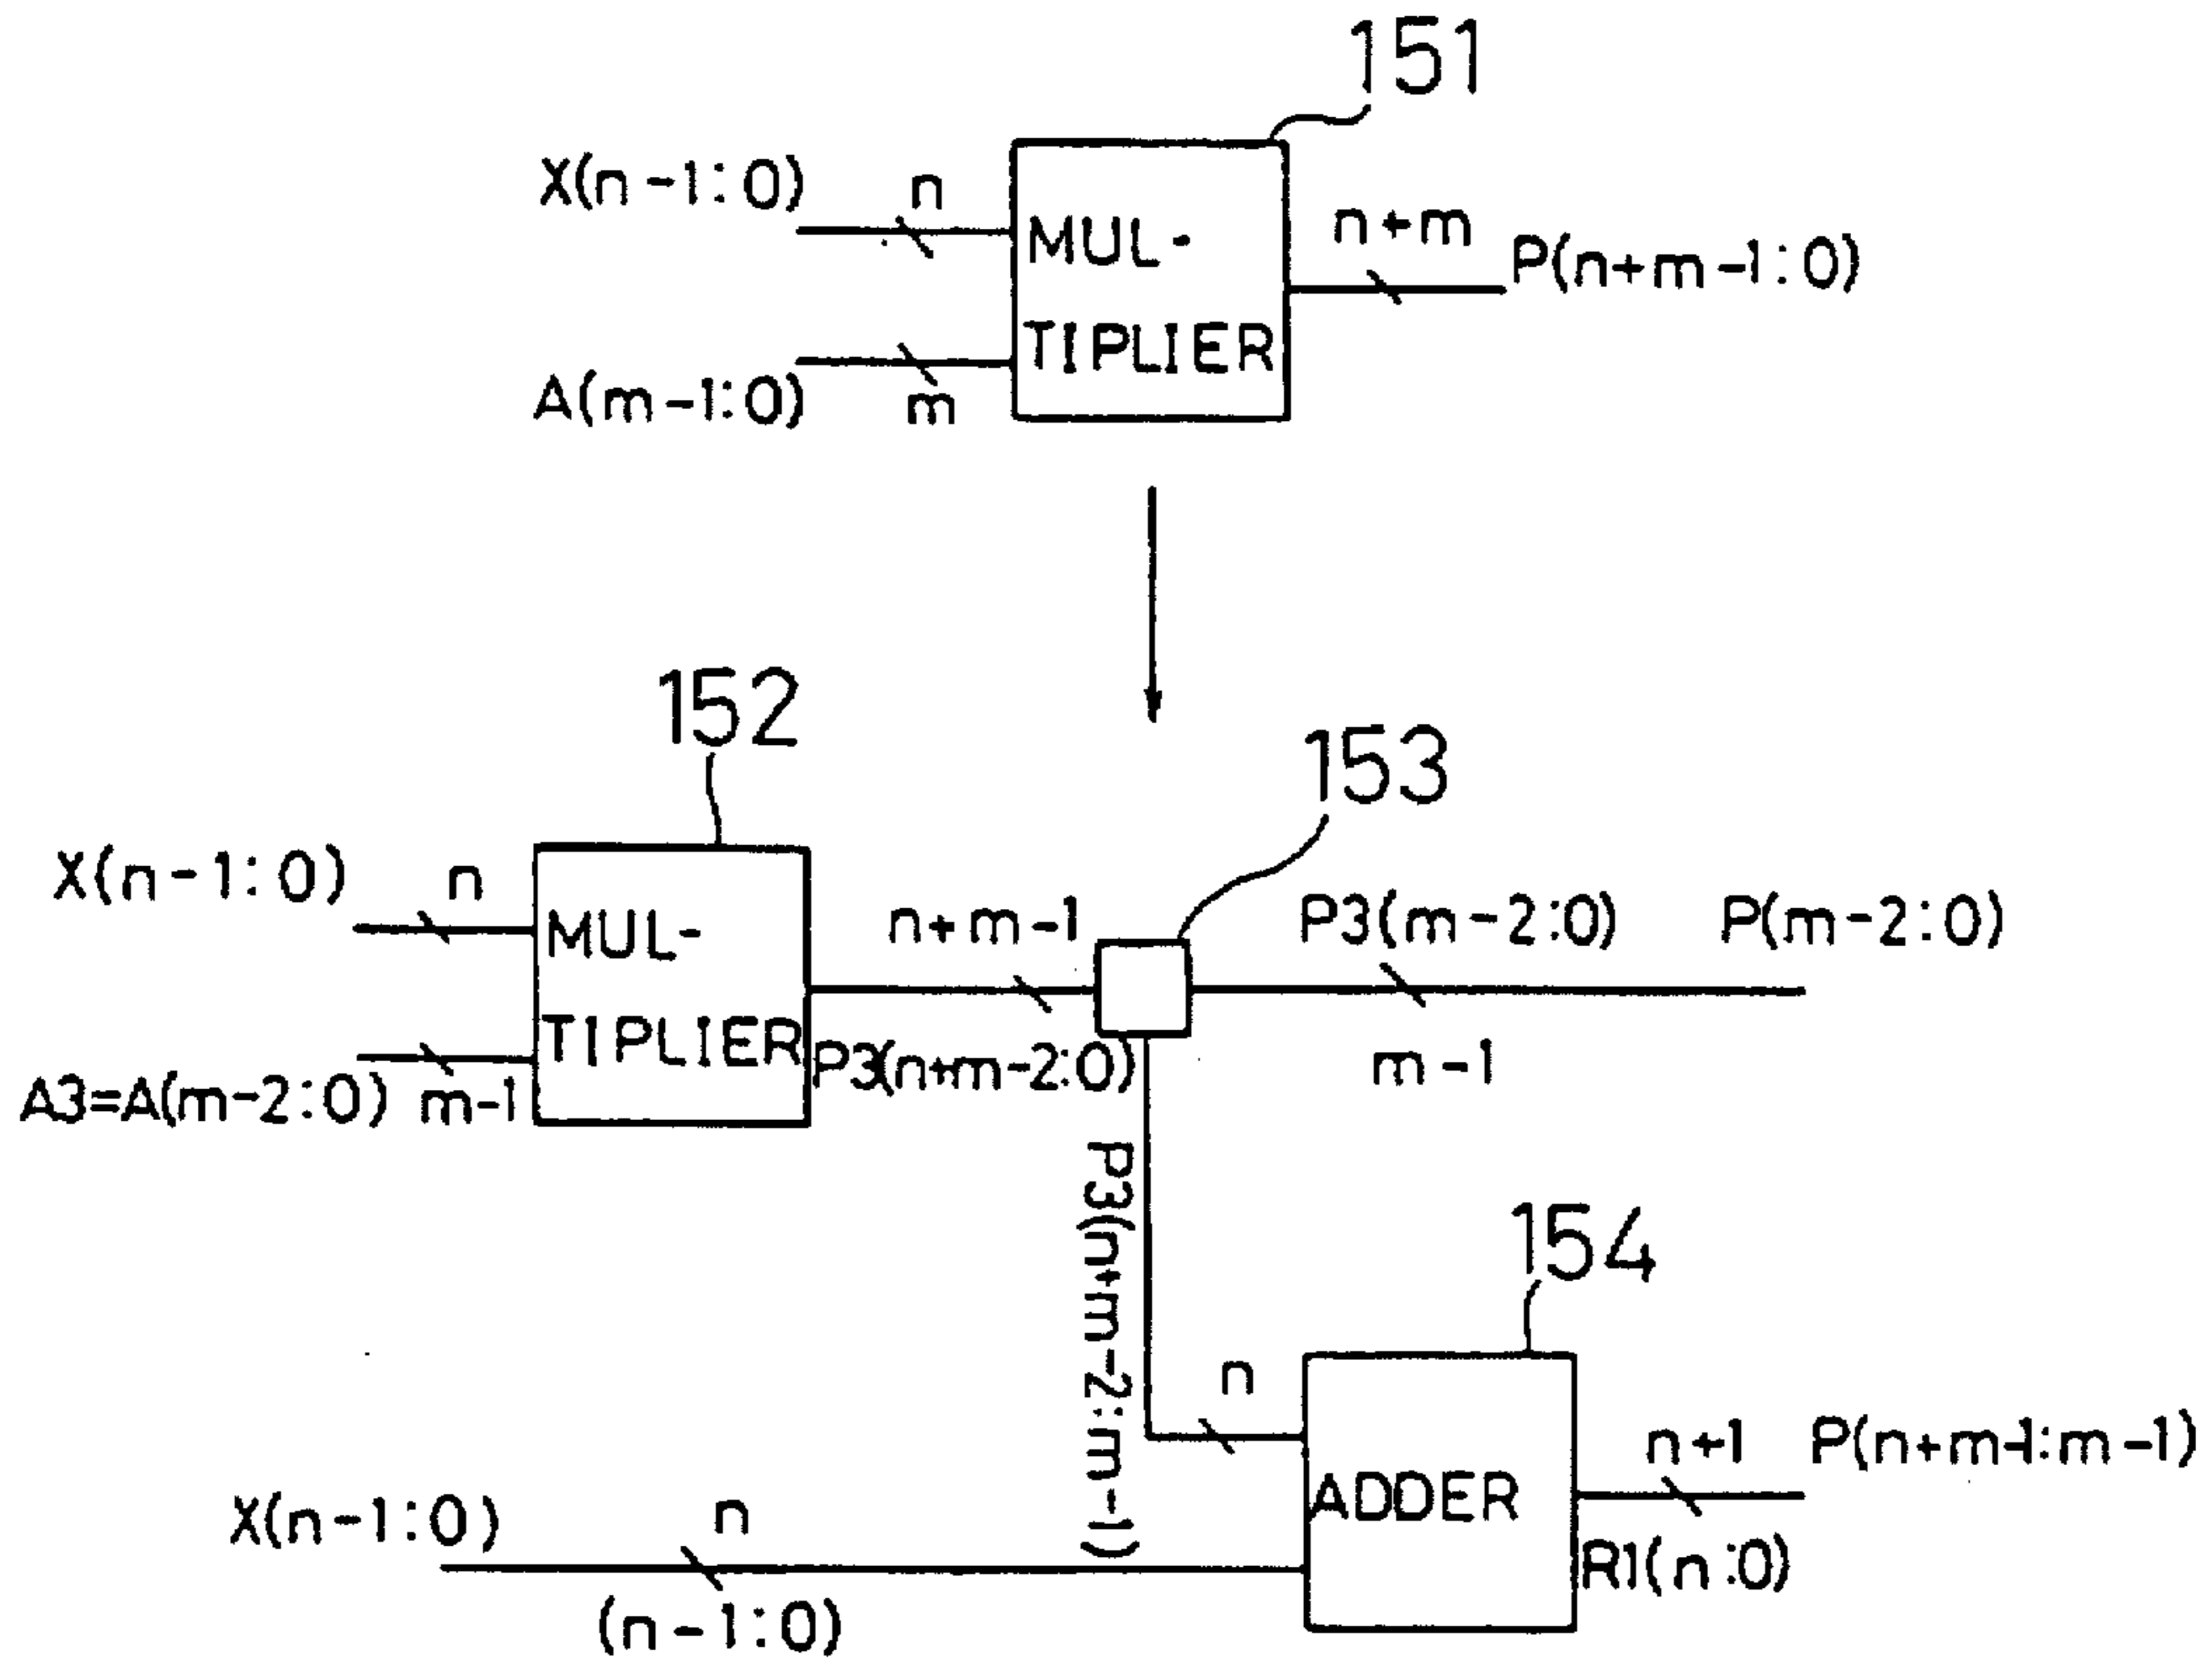 151
X(n-1:0)
n
MUL-
TIPLIER
n+m
P(n+m-1:0)
A(m-1:0)
m
152
153
X(n-1:0)
n
MUL-
TIPLIER
n+m-1
P3(m-2:0)
P(m-2:0)
A3=A(m-2:0)
m-1
P3(n+m-2:0)
m-1
P3(n+m-2:m-1)
154
n
ADDER
n+1
P(n+m-1:m-1)
X(n-1:0)
n
(n-1:0)
R1(n:0)